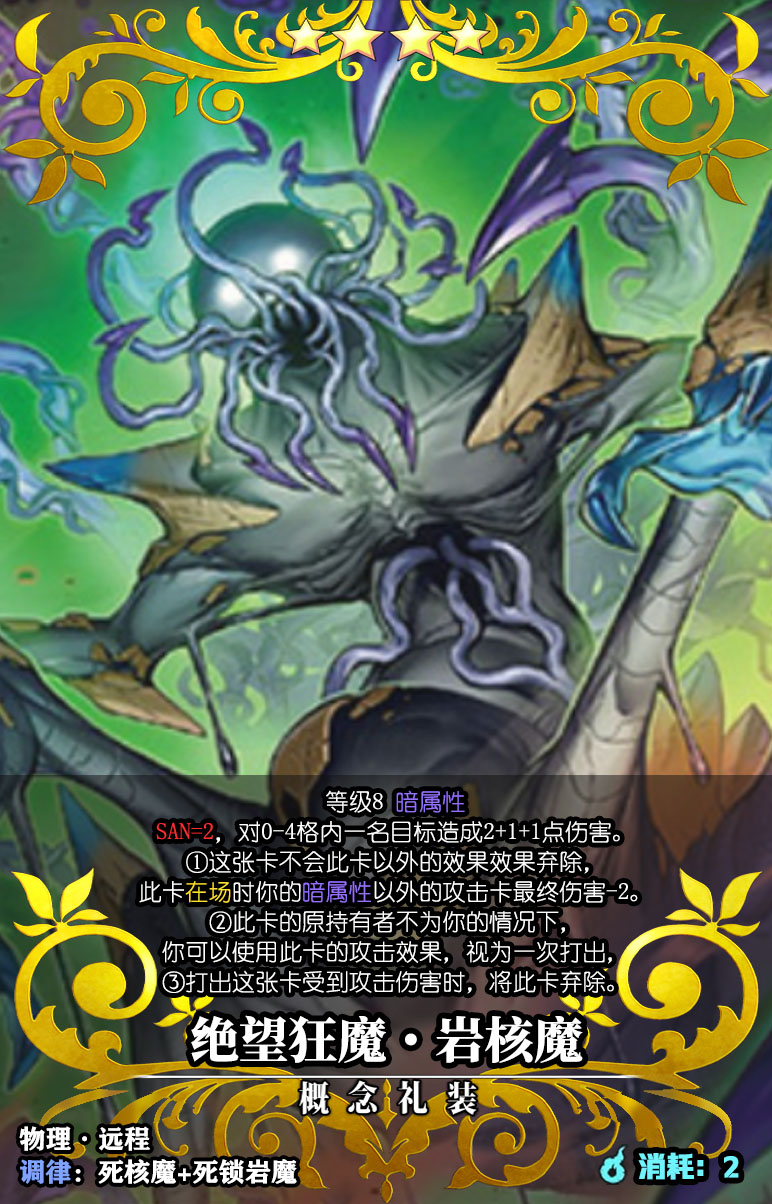 等级8 暗属性
SAN=2，对0-4格内一名目标造成2+1+1点伤害。
①这张卡不会此卡以外的效果效果弃除，
此卡在场时你的暗属性以外的攻击卡最终伤害-2。
②此卡的原持有者不为你的情况下，
你可以使用此卡的攻击效果，视为一次打出，
③打出这张卡受到攻击伤害时，将此卡弃除。
绝望狂魔·岩核魔
概念礼装
物理·远程
调律：死核魔+死锁岩魔
消耗：2